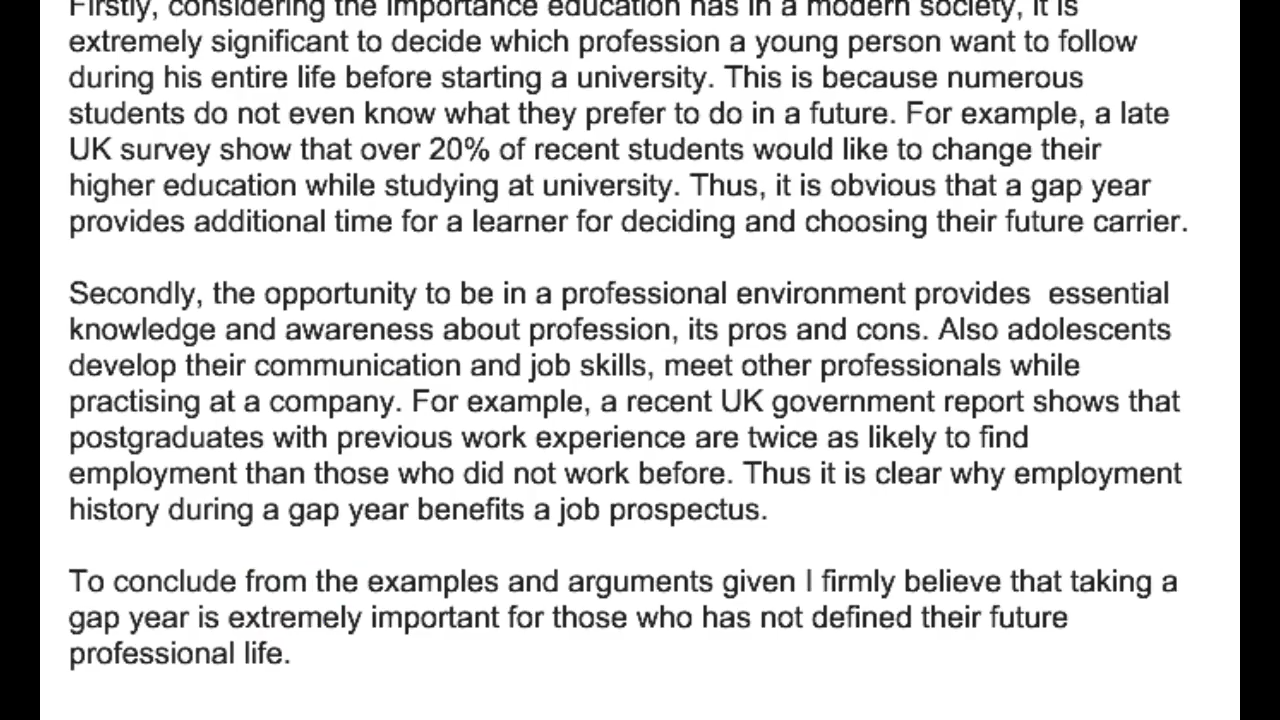 Firstly, considering the importance education has in a modern society, it is
extremely significant to decide which profession a young person want to follow
during his entire life before starting a university. This is because numerous
students do not even know what they prefer to do in a future. For example, a late
UK survey show that over 20% of recent students would like to change their
higher education while studying at university. Thus, it is obvious that a gap year
provides additional time for a learner for deciding and choosing their future carrier.
Secondly, the opportunity to be in a professional environment provides  essential
knowledge and awareness about profession, its pros and cons. Also adolescents
develop their communication and job skills, meet other professionals while
practising at a company. For example, a recent UK government report shows that
postgraduates with previous work experience are twice as likely to find
employment than those who did not work before. Thus it is clear why employment
history during a gap year benefits a job prospectus.
To conclude from the examples and arguments given I firmly believe that taking a
gap year is extremely important for those who has not defined their future
professional life.